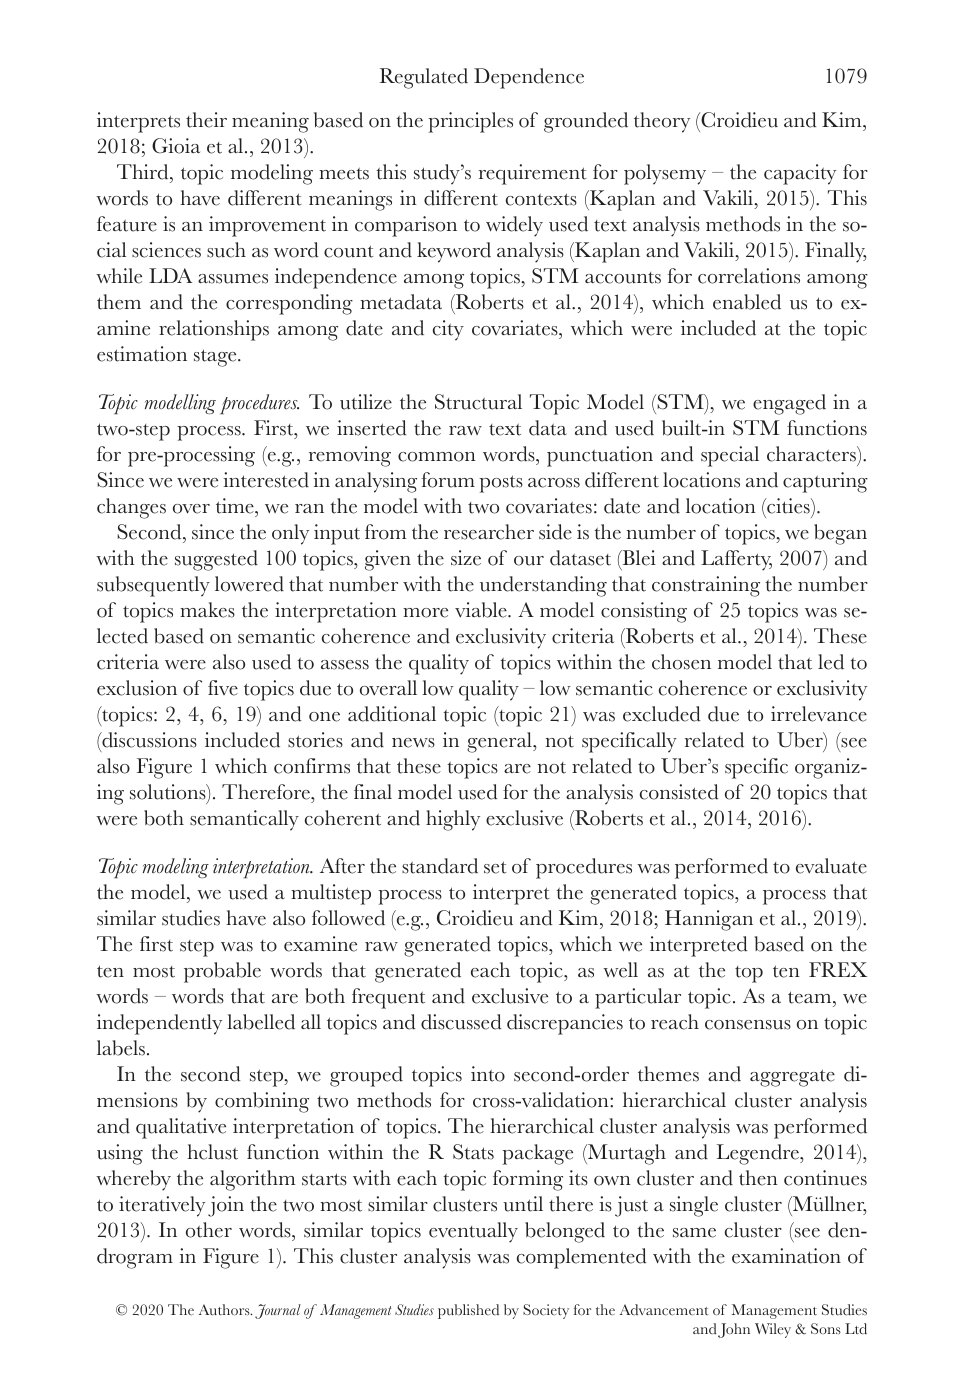 Regulated Dependence 1079
interprets their meaning based on the principles of grounded theory (Croidieu and Kim,
2018; Gioia et al., 2013).
Third, topic modeling meets this study's requirement for polysemy – the capacity for
words to have different meanings in different contexts (Kaplan and Vakili, 2015). This
feature is an improvement in comparison to widely used text analysis methods in the so-
cial sciences such as word count and keyword analysis (Kaplan and Vakili, 2015). Finally,
while LDA assumes independence among topics, STM accounts for correlations among
them and the corresponding metadata (Roberts et al., 2014), which enabled us to ex-
amine relationships among date and city covariates, which were included at the topic
estimation stage.
Topic modelling procedures. To utilize the Structural Topic Model (STM), we engaged in a
two-step process. First, we inserted the raw text data and used built-in STM functions
for pre-processing (e.g., removing common words, punctuation and special characters).
Since we were interested in analysing forum posts across different locations and capturing
changes over time, we ran the model with two covariates: date and location (cities).
Second, since the only input from the researcher side is the number of topics, we began
with the suggested 100 topics, given the size of our dataset (Blei and Lafferty, 2007) and
subsequently lowered that number with the understanding that constraining the number
of topics makes the interpretation more viable. A model consisting of 25 topics was se-
lected based on semantic coherence and exclusivity criteria (Roberts et al., 2014). These
criteria were also used to assess the quality of topics within the chosen model that led to
exclusion of five topics due to overall low quality – low semantic coherence or exclusivity
(topics: 2, 4, 6, 19) and one additional topic (topic 21) was excluded due to irrelevance
(discussions included stories and news in general, not specifically related to Uber) (see
also Figure 1 which confirms that these topics are not related to Uber's specific organiz-
ing solutions). Therefore, the final model used for the analysis consisted of 20 topics that
were both semantically coherent and highly exclusive (Roberts et al., 2014, 2016).
Topic modeling interpretation. After the standard set of procedures was performed to evaluate
the model, we used a multistep process to interpret the generated topics, a process that
similar studies have also followed (e.g., Croidieu and Kim, 2018; Hannigan et al., 2019).
The first step was to examine raw generated topics, which we interpreted based on the
ten most probable words that generated each topic, as well as at the top ten FREX
words – words that are both frequent and exclusive to a particular topic. As a team, we
independently labelled all topics and discussed discrepancies to reach consensus on topic
labels.
In the second step, we grouped topics into second-order themes and aggregate di-
mensions by combining two methods for cross-validation: hierarchical cluster analysis
and qualitative interpretation of topics. The hierarchical cluster analysis was performed
using the hclust function within the R Stats package (Murtagh and Legendre, 2014),
whereby the algorithm starts with each topic forming its own cluster and then continues
to iteratively join the two most similar clusters until there is just a single cluster (Müllner,
2013). In other words, similar topics eventually belonged to the same cluster (see den-
drogram in Figure 1). This cluster analysis was complemented with the examination of
© 2020 The Authors. Journal of Management Studies published by Society for the Advancement of Management Studies
and John Wiley & Sons Ltd